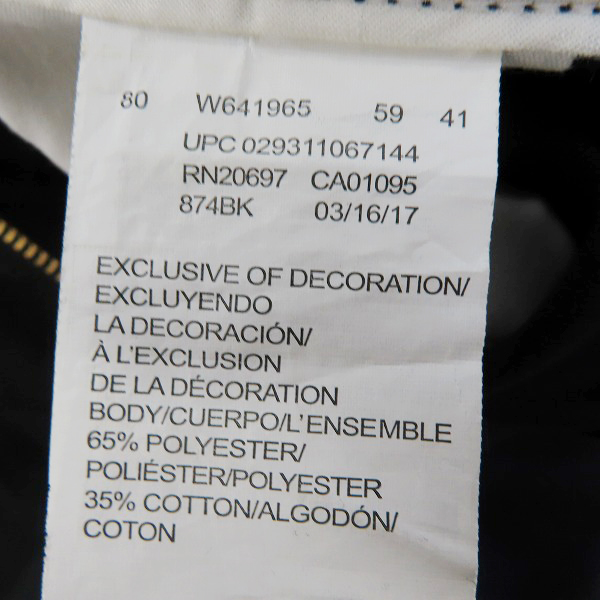 80 W641965 59 41
UPC 029311067144
RN20697 CA01095
874BK 03/16/17
EXCLUSIVE OF DECORATION/
EXCLUYENDO
LA DECORACIÓN/
À L'EXCLUSION
DE LA DÉCORATION
BODY/CUERPO/L'ENSEMBLE
65% POLYESTER/
POLIÉSTER/POLYESTER
35% COTTON/ALGODÓN/
COTON